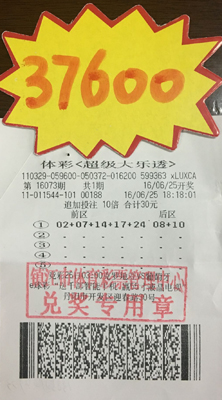 37600
体彩<超级大乐透>
110329-059600-050372-016200 599363 xLUXCA
第 16073期 共1期 16/06/25开奖
11-011544-101 00188 16/06/25 18:18:01
追加投注 10倍 合计30元
前区 后区
① 02+07+14+17+24 08+10
②
③
④
⑤
心
兑奖专用章